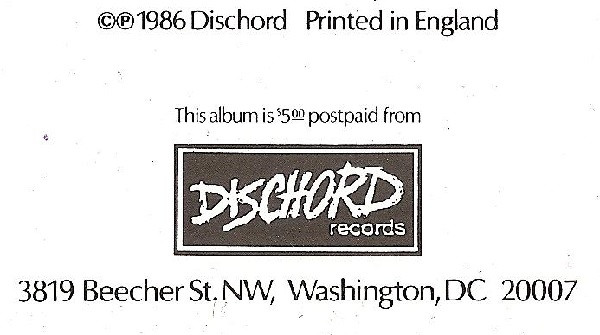 ©℗1986 Dischord Printed in England
This album is $5.00 postpaid from
DISCHORD
records
3819 Beecher St. NW, Washington, DC 20007